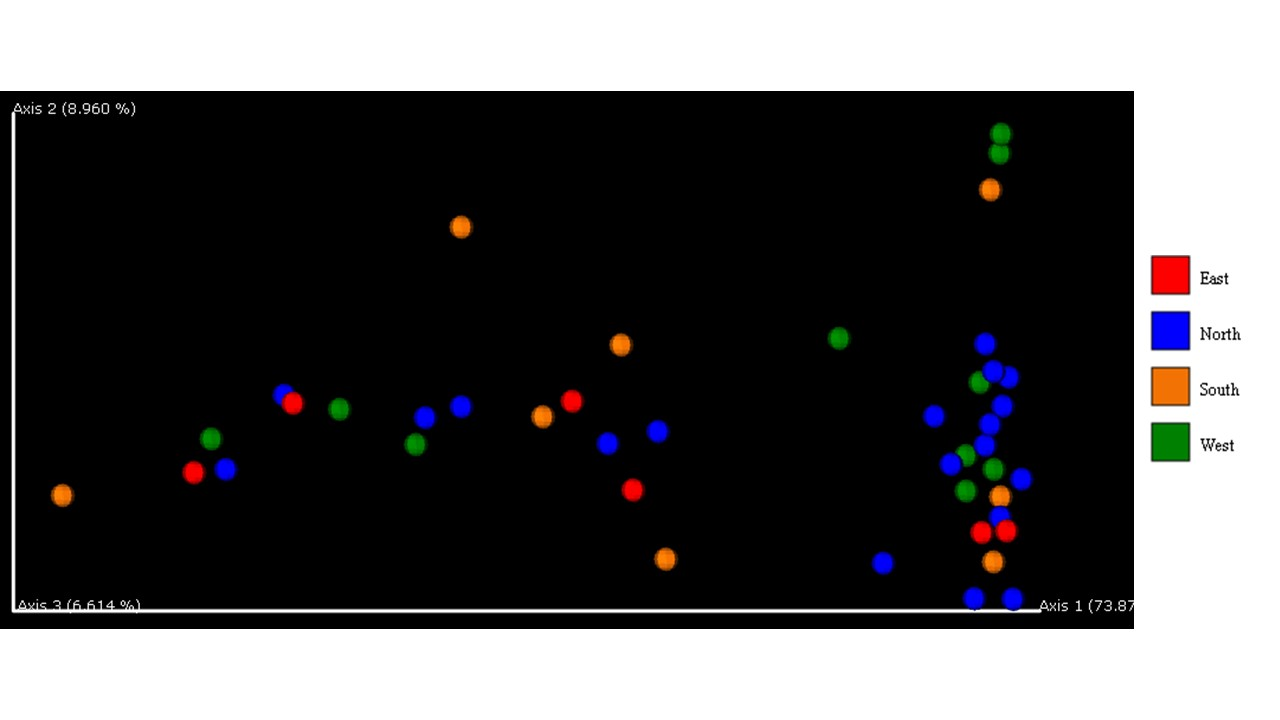 Axis 2 (8.960 %)
East
North
South
West
Axis 3 (6.614 %)
Axis 1 (73.87